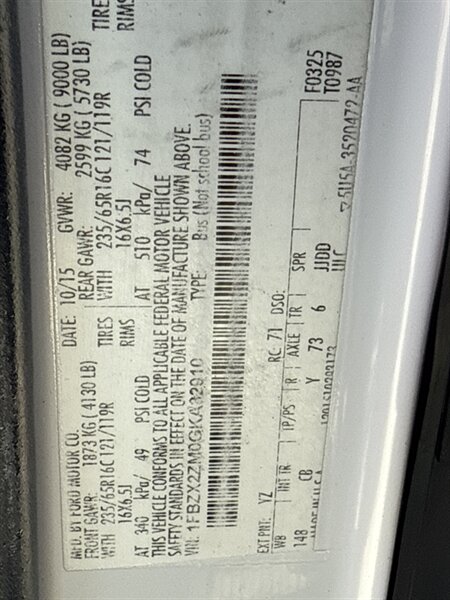 MFD. BY FORD MOTOR CO.
DATE: 10/15 GVWR: 4082 KG ( 9000 LB)
FRONT GAWR: 1873 KG ( 4130 LB) REAR GAWR: 2599 KG ( 5730 LB)
WITH 235/65R16C 121/119R TIRES WITH 235/65R16C 121/119R TIRE
16X6.5J RIMS 16X6.5J RIMS
AT 340 kPa/ 49 PSI COLD AT 510 kPa/ 74 PSI COLD
THIS VEHICLE CONFORMS TO ALL APPLICABLE FEDERAL MOTOR VEHICLE
SAFETY STANDARDS IN EFFECT ON THE DATE OF MANUFACTURE SHOWN ABOVE.
VIN: TYPE: Bus (Not school bus)
F0325
T0987
EXT PNT: YZ RC: 71 DSO:
WB INT TR TP/PS R AXLE TR SPR
148 CB Y 73 6 JJDD
▽5U5A-3520472-AA